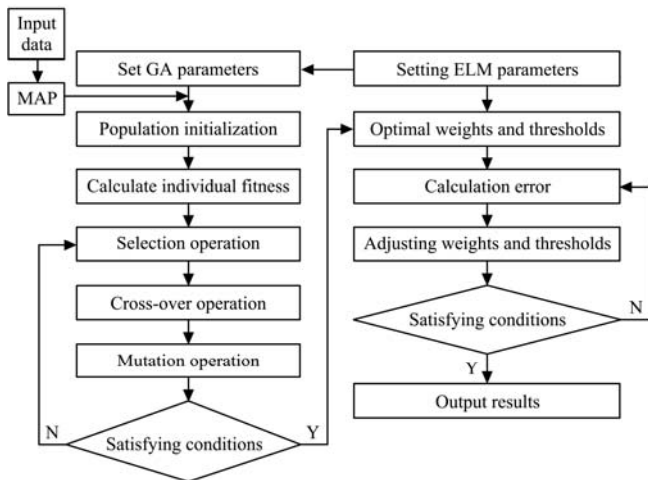 Input
data
MAP
Set GA parameters
Population initialization
Calculate individual fitness
Selection operation
Cross-over operation
Mutation operation
Satisfying conditions
N
Y
Setting ELM parameters
Optimal weights and thresholds
Calculation error
Adjusting weights and thresholds
Satisfying conditions
N
Y
Output results